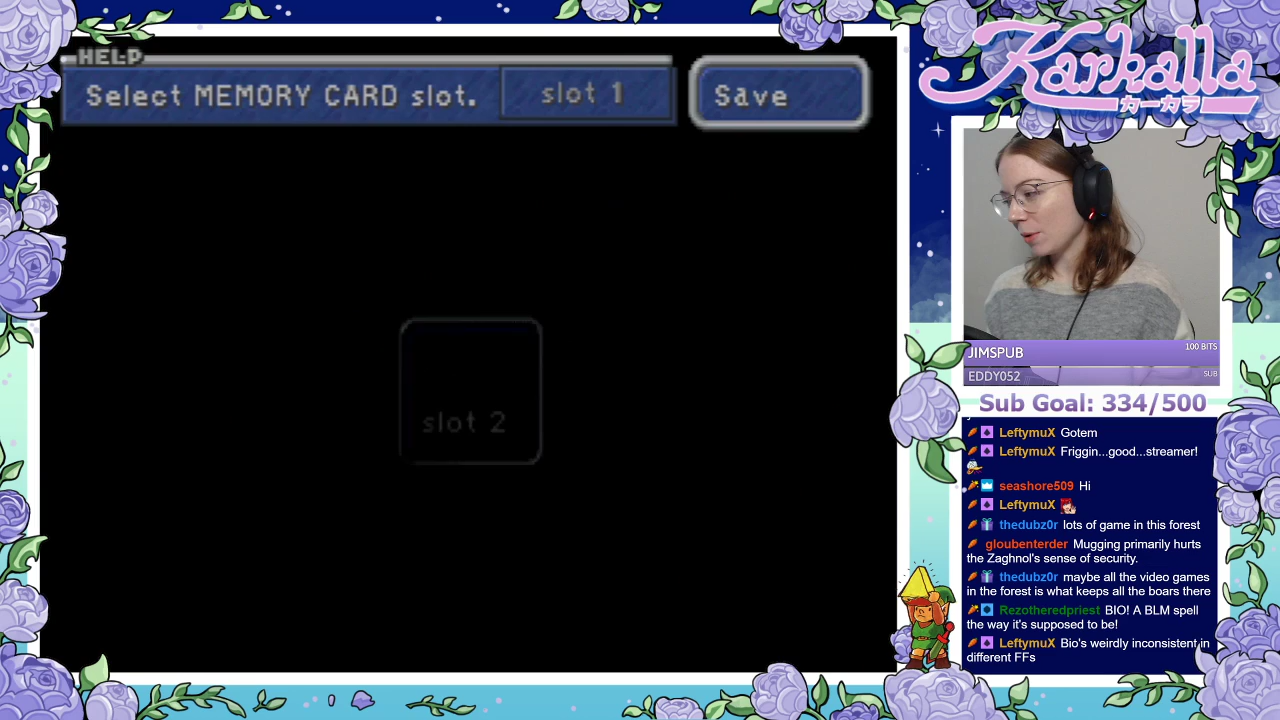 HELP
Select MEMORY CARD slot.
slot 1
Save
slot 2
Karkalla
カーカラ
JIMSPUB
100 BITS
EDDY052
SUB
Sub Goal: 334/500
LeftymuX Gotem
LeftymuX Friggin...good...streamer!
seashore509 Hi
LeftymuX
thedubz0r lots of game in this forest
gloubenterder Mugging primarily hurts
the Zaghnol's sense of security.
thedubz0r maybe all the video games
in the forest is what keeps all the boars there
Rezotheredpriest BIO! A BLM spell
the way it's supposed to be!
LeftymuX Bio's weirdly inconsistent in
different FFs